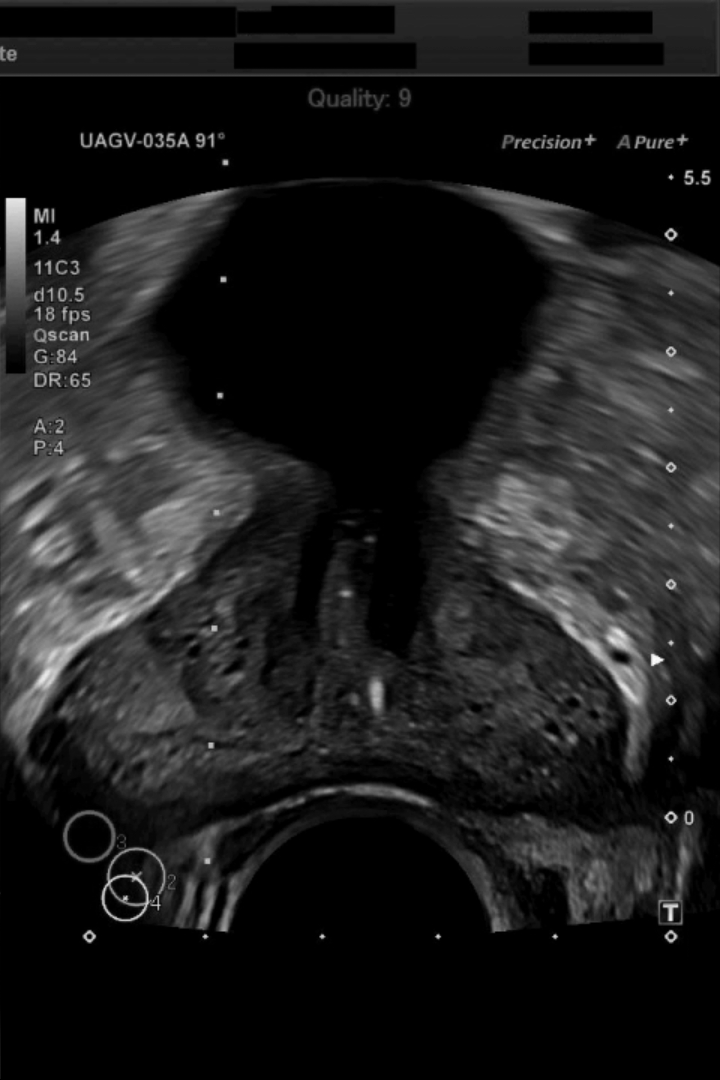 te
Quality: 9
UAGV-035A 91°
Precision+ APure+
5.5
MI
1.4
11C3
d10.5
18 fps
Qscan
G:84
DR:65
A:2
P:4
0
3
2
4
T